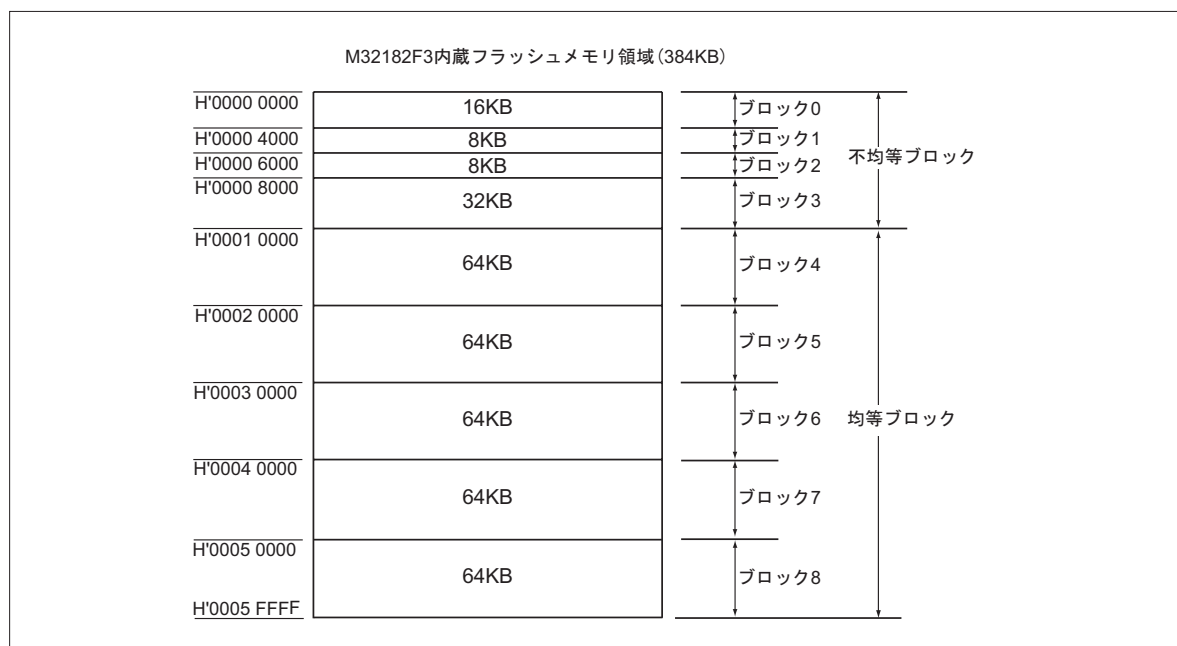 M32182F3内蔵フラッシュメモリ領域(384KB)
H'0000 0000
16KB
ブロック0
H'0000 4000
8KB
ブロック1
不均等ブロック
H'0000 6000
8KB
ブロック2
H'0000 8000
32KB
ブロック3
H'0001 0000
64KB
ブロック4
H'0002 0000
64KB
ブロック5
H'0003 0000
64KB
ブロック6
均等ブロック
H'0004 0000
64KB
ブロック7
H'0005 0000
64KB
ブロック8
H'0005 FFFF